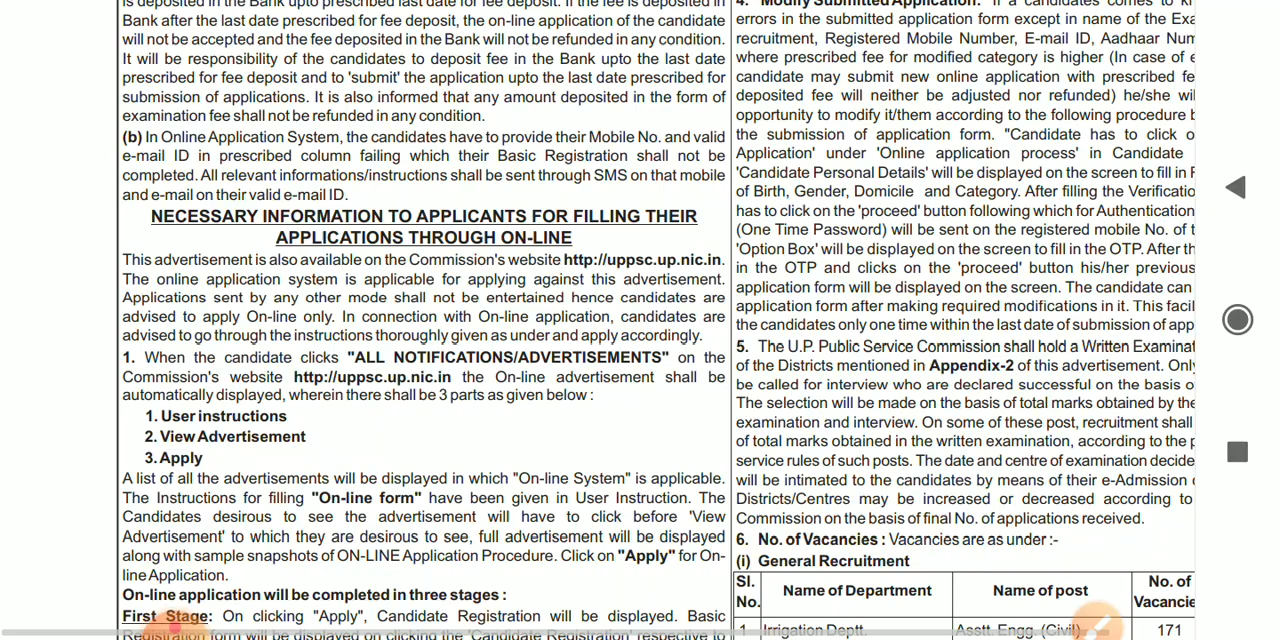 is deposited in the Bank upto prescribed last date for fee deposit. If the fee is deposited in
Bank after the last date prescribed for fee deposit, the on-line application of the candidate
will not be accepted and the fee deposited in the Bank will not be refunded in any condition.
It will be responsibility of the candidates to deposit fee in the Bank upto the last date
prescribed for fee deposit and to 'submit' the application upto the last date prescribed for
submission of applications. It is also informed that any amount deposited in the form of
examination fee shall not be refunded in any condition.
(b) In Online Application System, the candidates have to provide their Mobile No. and valid
e-mail ID in prescribed column failing which their Basic Registration shall not be
completed. All relevant informations/instructions shall be sent through SMS on that mobile
and e-mail on their valid e-mail ID.
NECESSARY INFORMATION TO APPLICANTS FOR FILLING THEIR
APPLICATIONS THROUGH ON-LINE
This advertisement is also available on the Commission's website http://uppsc.up.nic.in.
The online application system is applicable for applying against this advertisement.
Applications sent by any other mode shall not be entertained hence candidates are
advised to apply On-line only. In connection with On-line application, candidates are
advised to go through the instructions thoroughly given as under and apply accordingly.
1. When the candidate clicks "ALL NOTIFICATIONS/ADVERTISEMENTS" on the
Commission's website http://uppsc.up.nic.in the On-line advertisement shall be
automatically displayed, wherein there shall be 3 parts as given below :
1. User instructions
2. View Advertisement
3. Apply
A list of all the advertisements will be displayed in which "On-line System" is applicable.
The Instructions for filling "On-line form" have been given in User Instruction. The
Candidates desirous to see the advertisement will have to click before 'View
Advertisement' to which they are desirous to see, full advertisement will be displayed
along with sample snapshots of ON-LINE Application Procedure. Click on "Apply" for On-
line Application.
On-line application will be completed in three stages :
First Stage: On clicking "Apply", Candidate Registration will be displayed. Basic
Registration form will be displayed on clicking the 'Candidate Registration' respective to
4. Modify Submitted Application: If a candidates comes to
errors in the submitted application form except in name of the
recruitment, Registered Mobile Number, E-mail ID, Aadhaar
where prescribed fee for modified category is higher (In case of
candidate may submit new online application with prescribed
deposited fee will neither be adjusted nor refunded) he/she
opportunity to modify it/them according to the following procedure
the submission of application form. "Candidate has to click
Application' under 'Online application process' in Candidate
'Candidate Personal Details' will be displayed on the screen to fill in
of Birth, Gender, Domicile and Category. After filling the
has to click on the 'proceed' button following which for Authentication
(One Time Password) will be sent on the registered mobile No. of
'Option Box' will be displayed on the screen to fill in the OTP. After
in the OTP and clicks on the 'proceed' button his/her previous
application form will be displayed on the screen. The candidate can
application form after making required modifications in it. This
the candidates only one time within the last date of submission of
5. The U.P. Public Service Commission shall hold a Written
of the Districts mentioned in Appendix-2 of this advertisement.
be called for interview who are declared successful on the basis
The selection will be made on the basis of total marks obtained by the
examination and interview. On some of these post, recruitment shall
of total marks obtained in the written examination, according to the
service rules of such posts. The date and centre of examination
will be intimated to the candidates by means of their e-Admission
Districts/Centres may be increased or decreased according to
Commission on the basis of final No. of applications received.
6. No. of Vacancies : Vacancies are as under :-
(i) General Recruitment
Sl. No. Name of Department Name of post No. of
1 Irrigation Deptt. Asstt. Engg. (Civil) 171